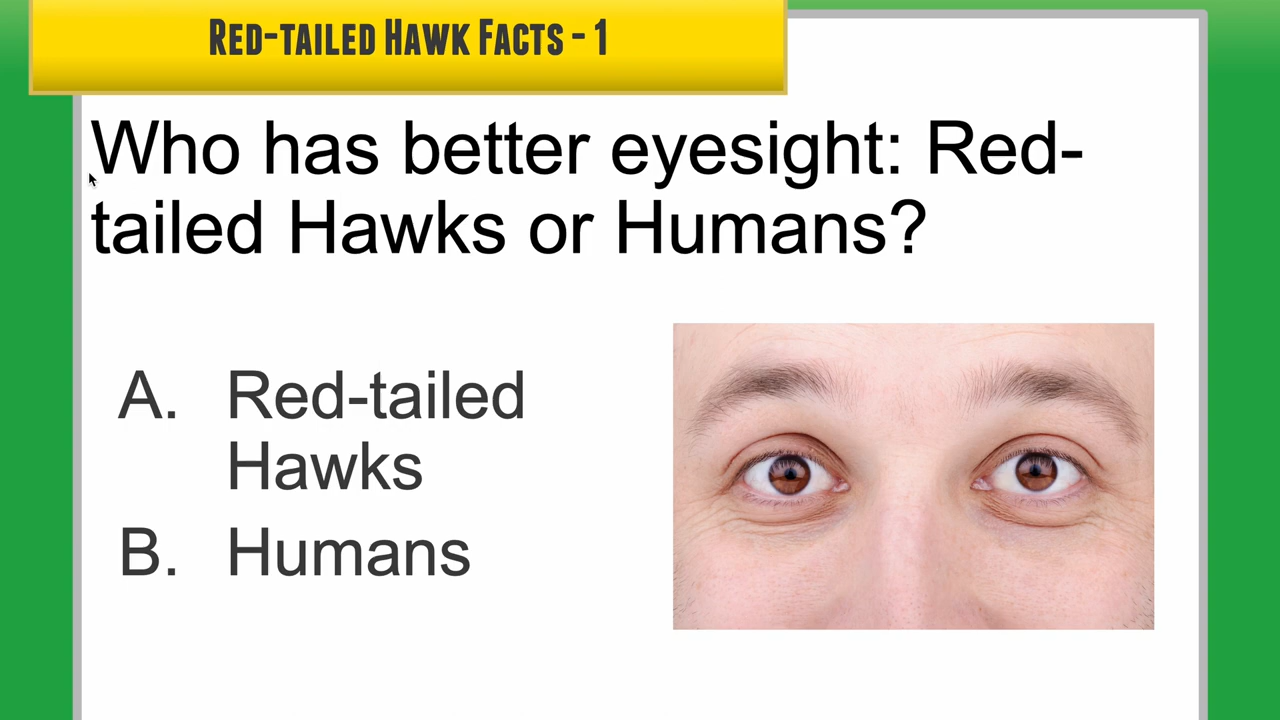 Red-tailed Hawk Facts - 1
Who has better eyesight: Red-
tailed Hawks or Humans?
A. Red-tailed
Hawks
B. Humans